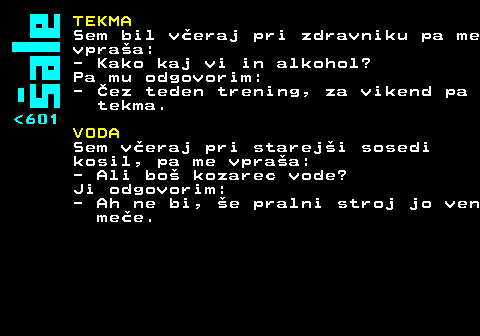 Šale
<601
TEKMA
Sem bil včeraj pri zdravniku pa me
vpraša:
- Kako kaj vi in alkohol?
Pa mu odgovorim:
- Čez teden trening, za vikend pa
tekma.
VODA
Sem včeraj pri starejši sosedi
kosil, pa me vpraša:
- Ali boš kozarec vode?
Ji odgovorim:
- Ah ne bi, še pralni stroj jo ven
meče.